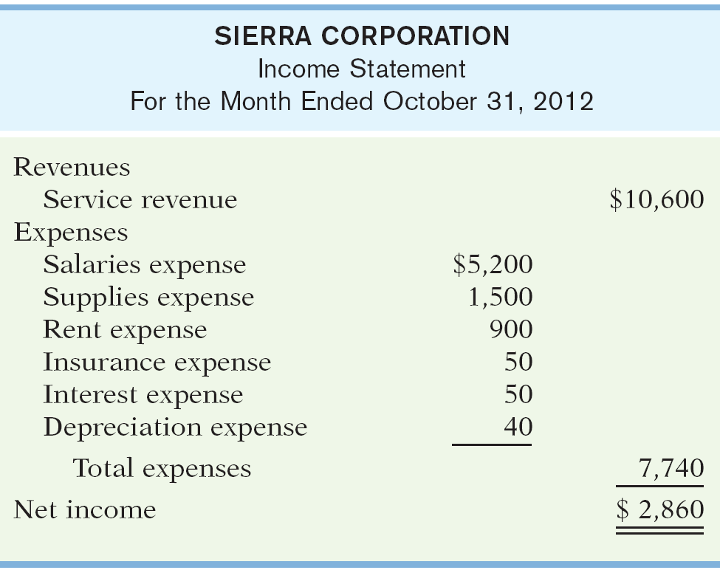 SIERRA CORPORATION
Income Statement
For the Month Ended October 31, 2012
Revenues
Service revenue $10,600
Expenses
Salaries expense $5,200
Supplies expense 1,500
Rent expense 900
Insurance expense 50
Interest expense 50
Depreciation expense 40
Total expenses 7,740
Net income $ 2,860